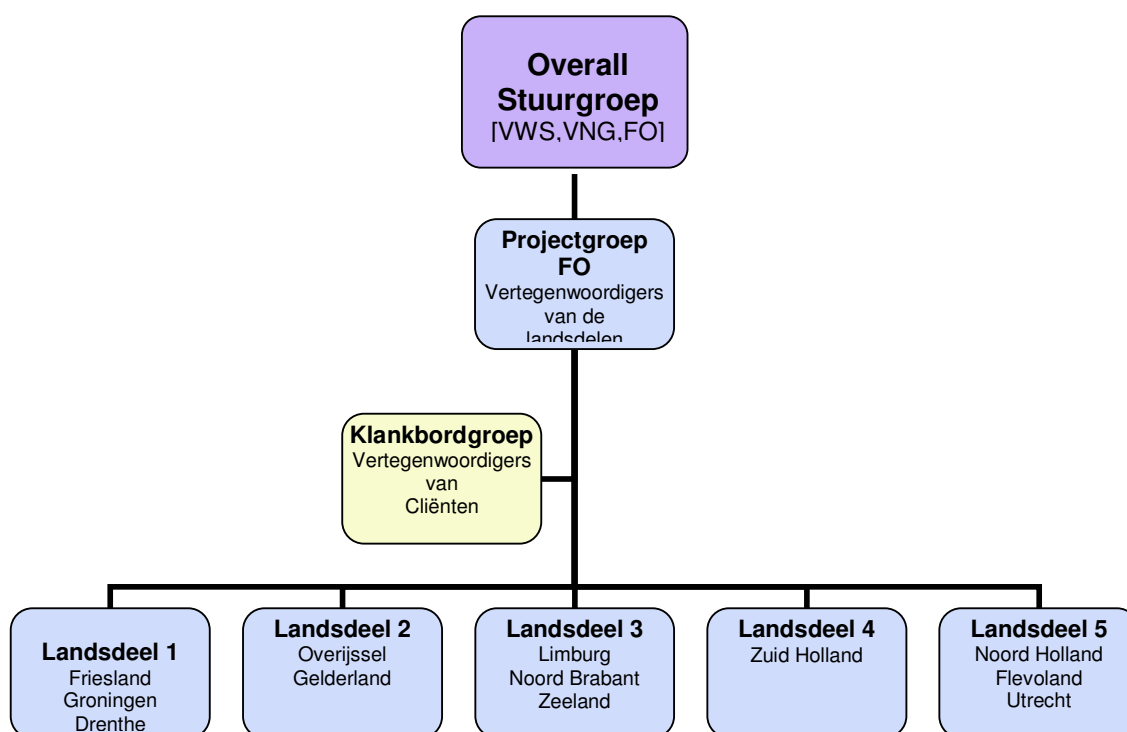 Overall
Stuurgroep
[VWS,VNG,FO]
Projectgroep
FO
Vertegenwoordigers
van de
landsdelen
Klankbordgroep
Vertegenwoordigers
van
Cliënten
Landsdeel 1
Friesland
Groningen
Drenthe
Landsdeel 2
Overijssel
Gelderland
Landsdeel 3
Limburg
Noord Brabant
Zeeland
Landsdeel 4
Zuid Holland
Landsdeel 5
Noord Holland
Flevoland
Utrecht